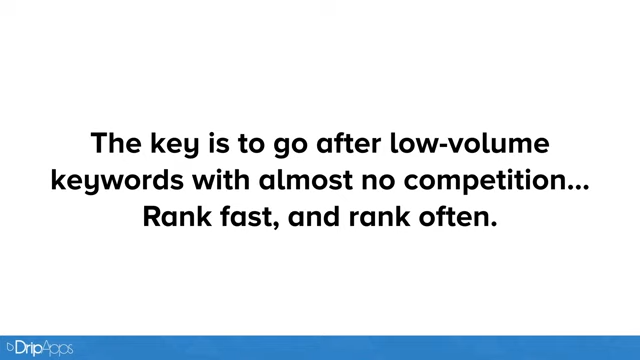 The key is to go after low-volume
keywords with almost no competition...
Rank fast, and rank often.
DripApps